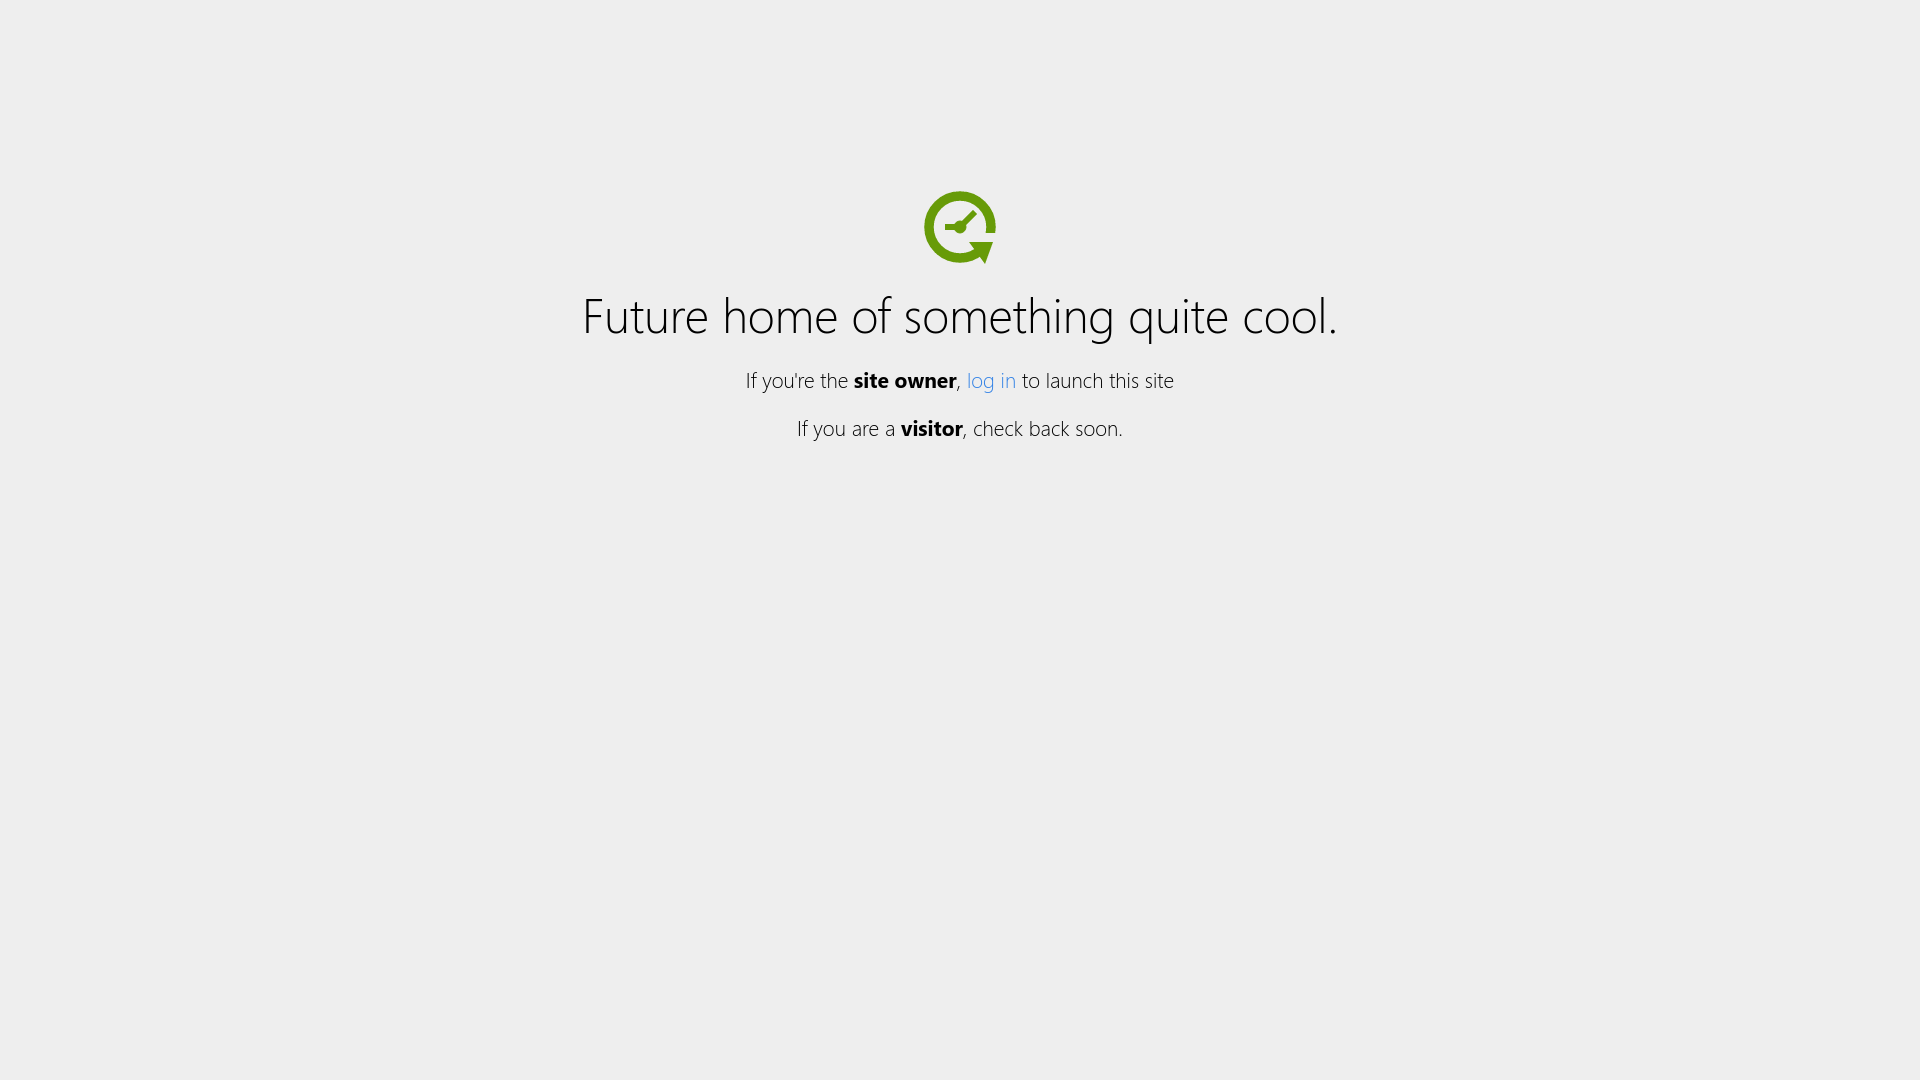 Future home of something quite cool.
If you're the site owner, log in to launch this site
If you are a visitor, check back soon.